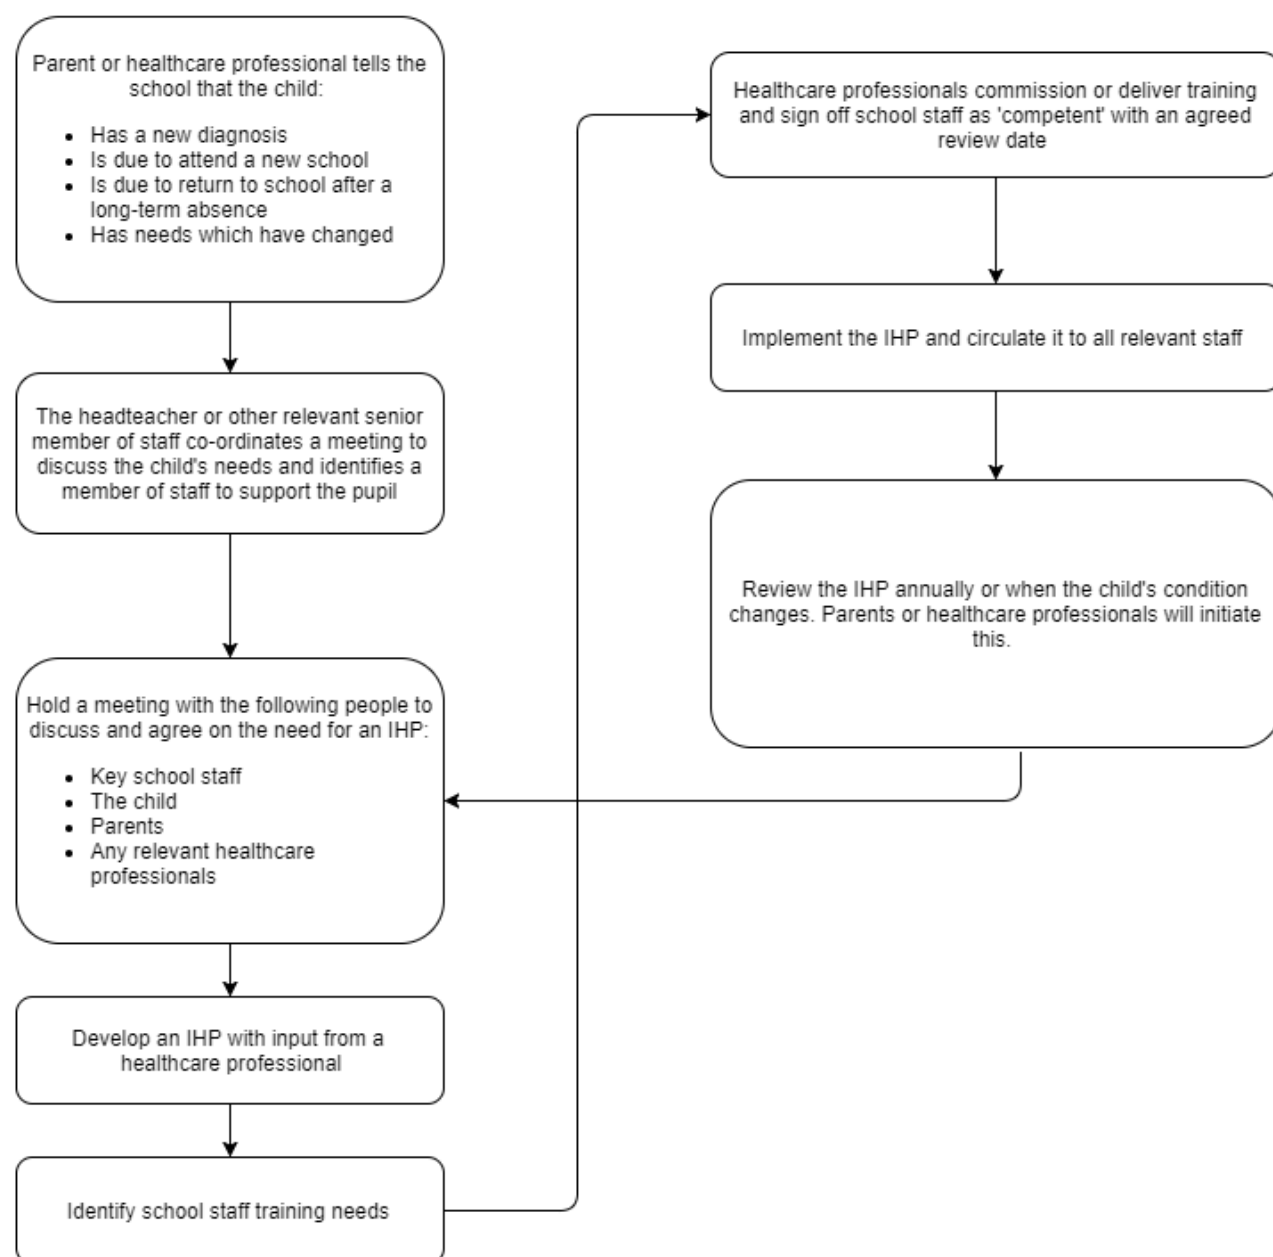 Parent or healthcare professional tells the
school that the child:
• Has a new diagnosis
• Is due to attend a new school
• Is due to return to school after a
long-term absence
• Has needs which have changed
The headteacher or other relevant senior
member of staff co-ordinates a meeting to
discuss the child's needs and identifies a
member of staff to support the pupil
Hold a meeting with the following people to
discuss and agree on the need for an IHP:
• Key school staff
• The child
• Parents
• Any relevant healthcare
professionals
Develop an IHP with input from a
healthcare professional
Identify school staff training needs
Healthcare professionals commission or deliver training
and sign off school staff as 'competent' with an agreed
review date
Implement the IHP and circulate it to all relevant staff
Review the IHP annually or when the child's condition
changes. Parents or healthcare professionals will initiate
this.